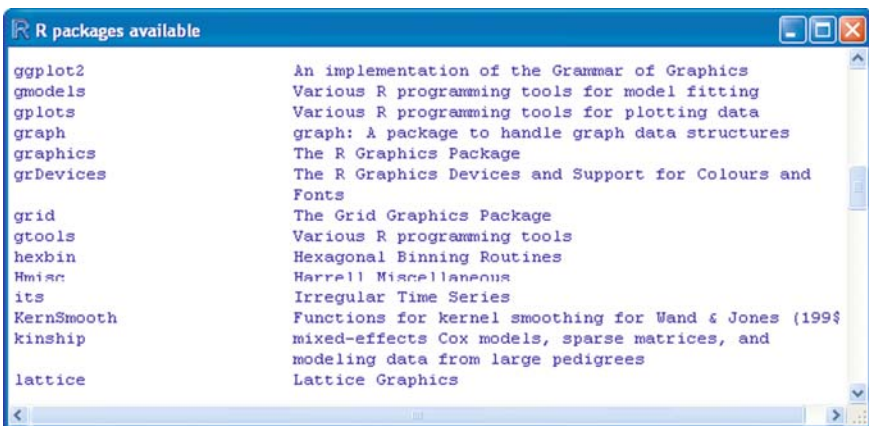 R R packages available
ggplot2 An implementation of the Grammar of Graphics
gmodels Various R programming tools for model fitting
gplots Various R programming tools for plotting data
graph graph: A package to handle graph data structures
graphics The R Graphics Package
grDevices The R Graphics Devices and Support for Colours and
Fonts
grid The Grid Graphics Package
gtools Various R programming tools
hexbin Hexagonal Binning Routines
Hmisc Harrell Miscellaneous
its Irregular Time Series
KernSmooth Functions for kernel smoothing for Wand & Jones (199$
kinship mixed-effects Cox models, sparse matrices, and
modeling data from large pedigrees
lattice Lattice Graphics